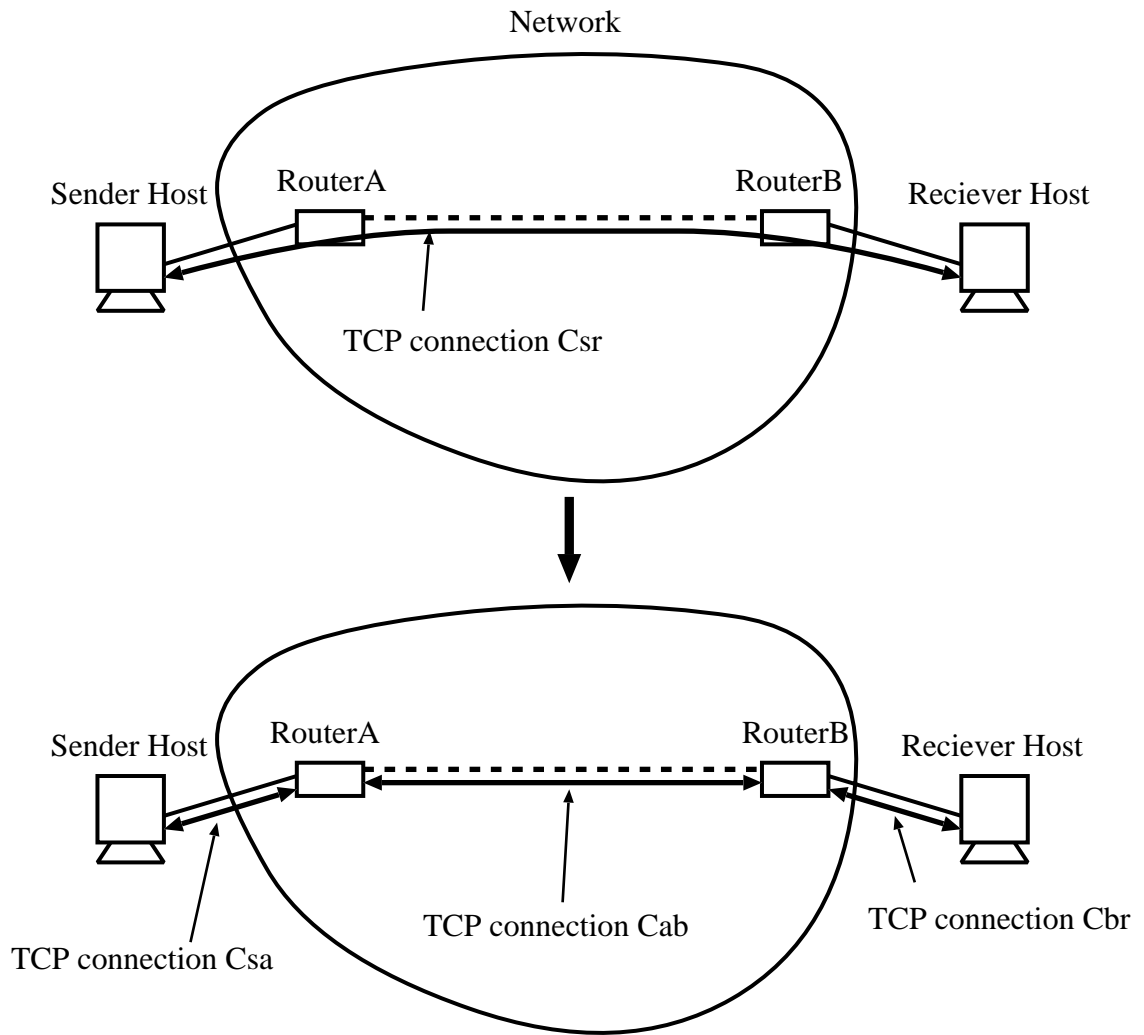 Network
RouterA
RouterB
Sender Host
Reciever Host
TCP connection Csr
RouterA
RouterB
Sender Host
Reciever Host
TCP connection Cab
TCP connection Cbr
TCP connection Csa